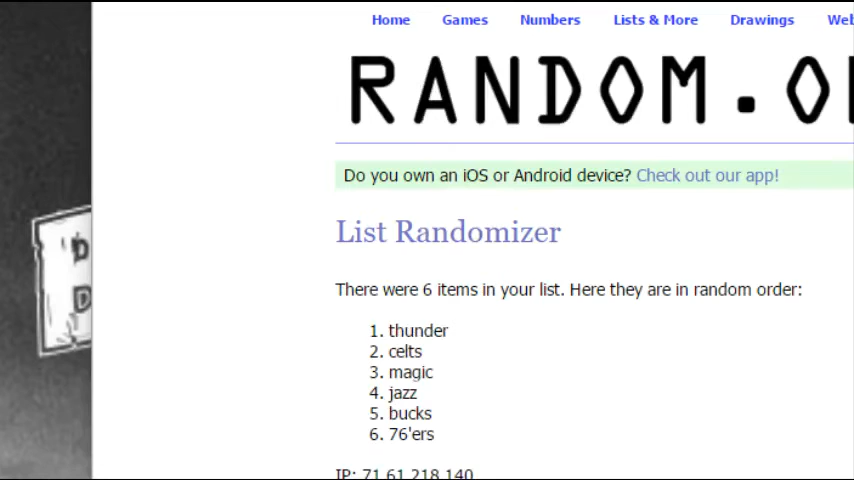 Home Games Numbers Lists & More Drawings
RANDOM.O
Do you own an iOS or Android device? Check out our app!
List Randomizer
There were 6 items in your list. Here they are in random order:
1. thunder
2. celts
3. magic
4. jazz
5. bucks
6. 76'ers
IP: 71.61.218.140